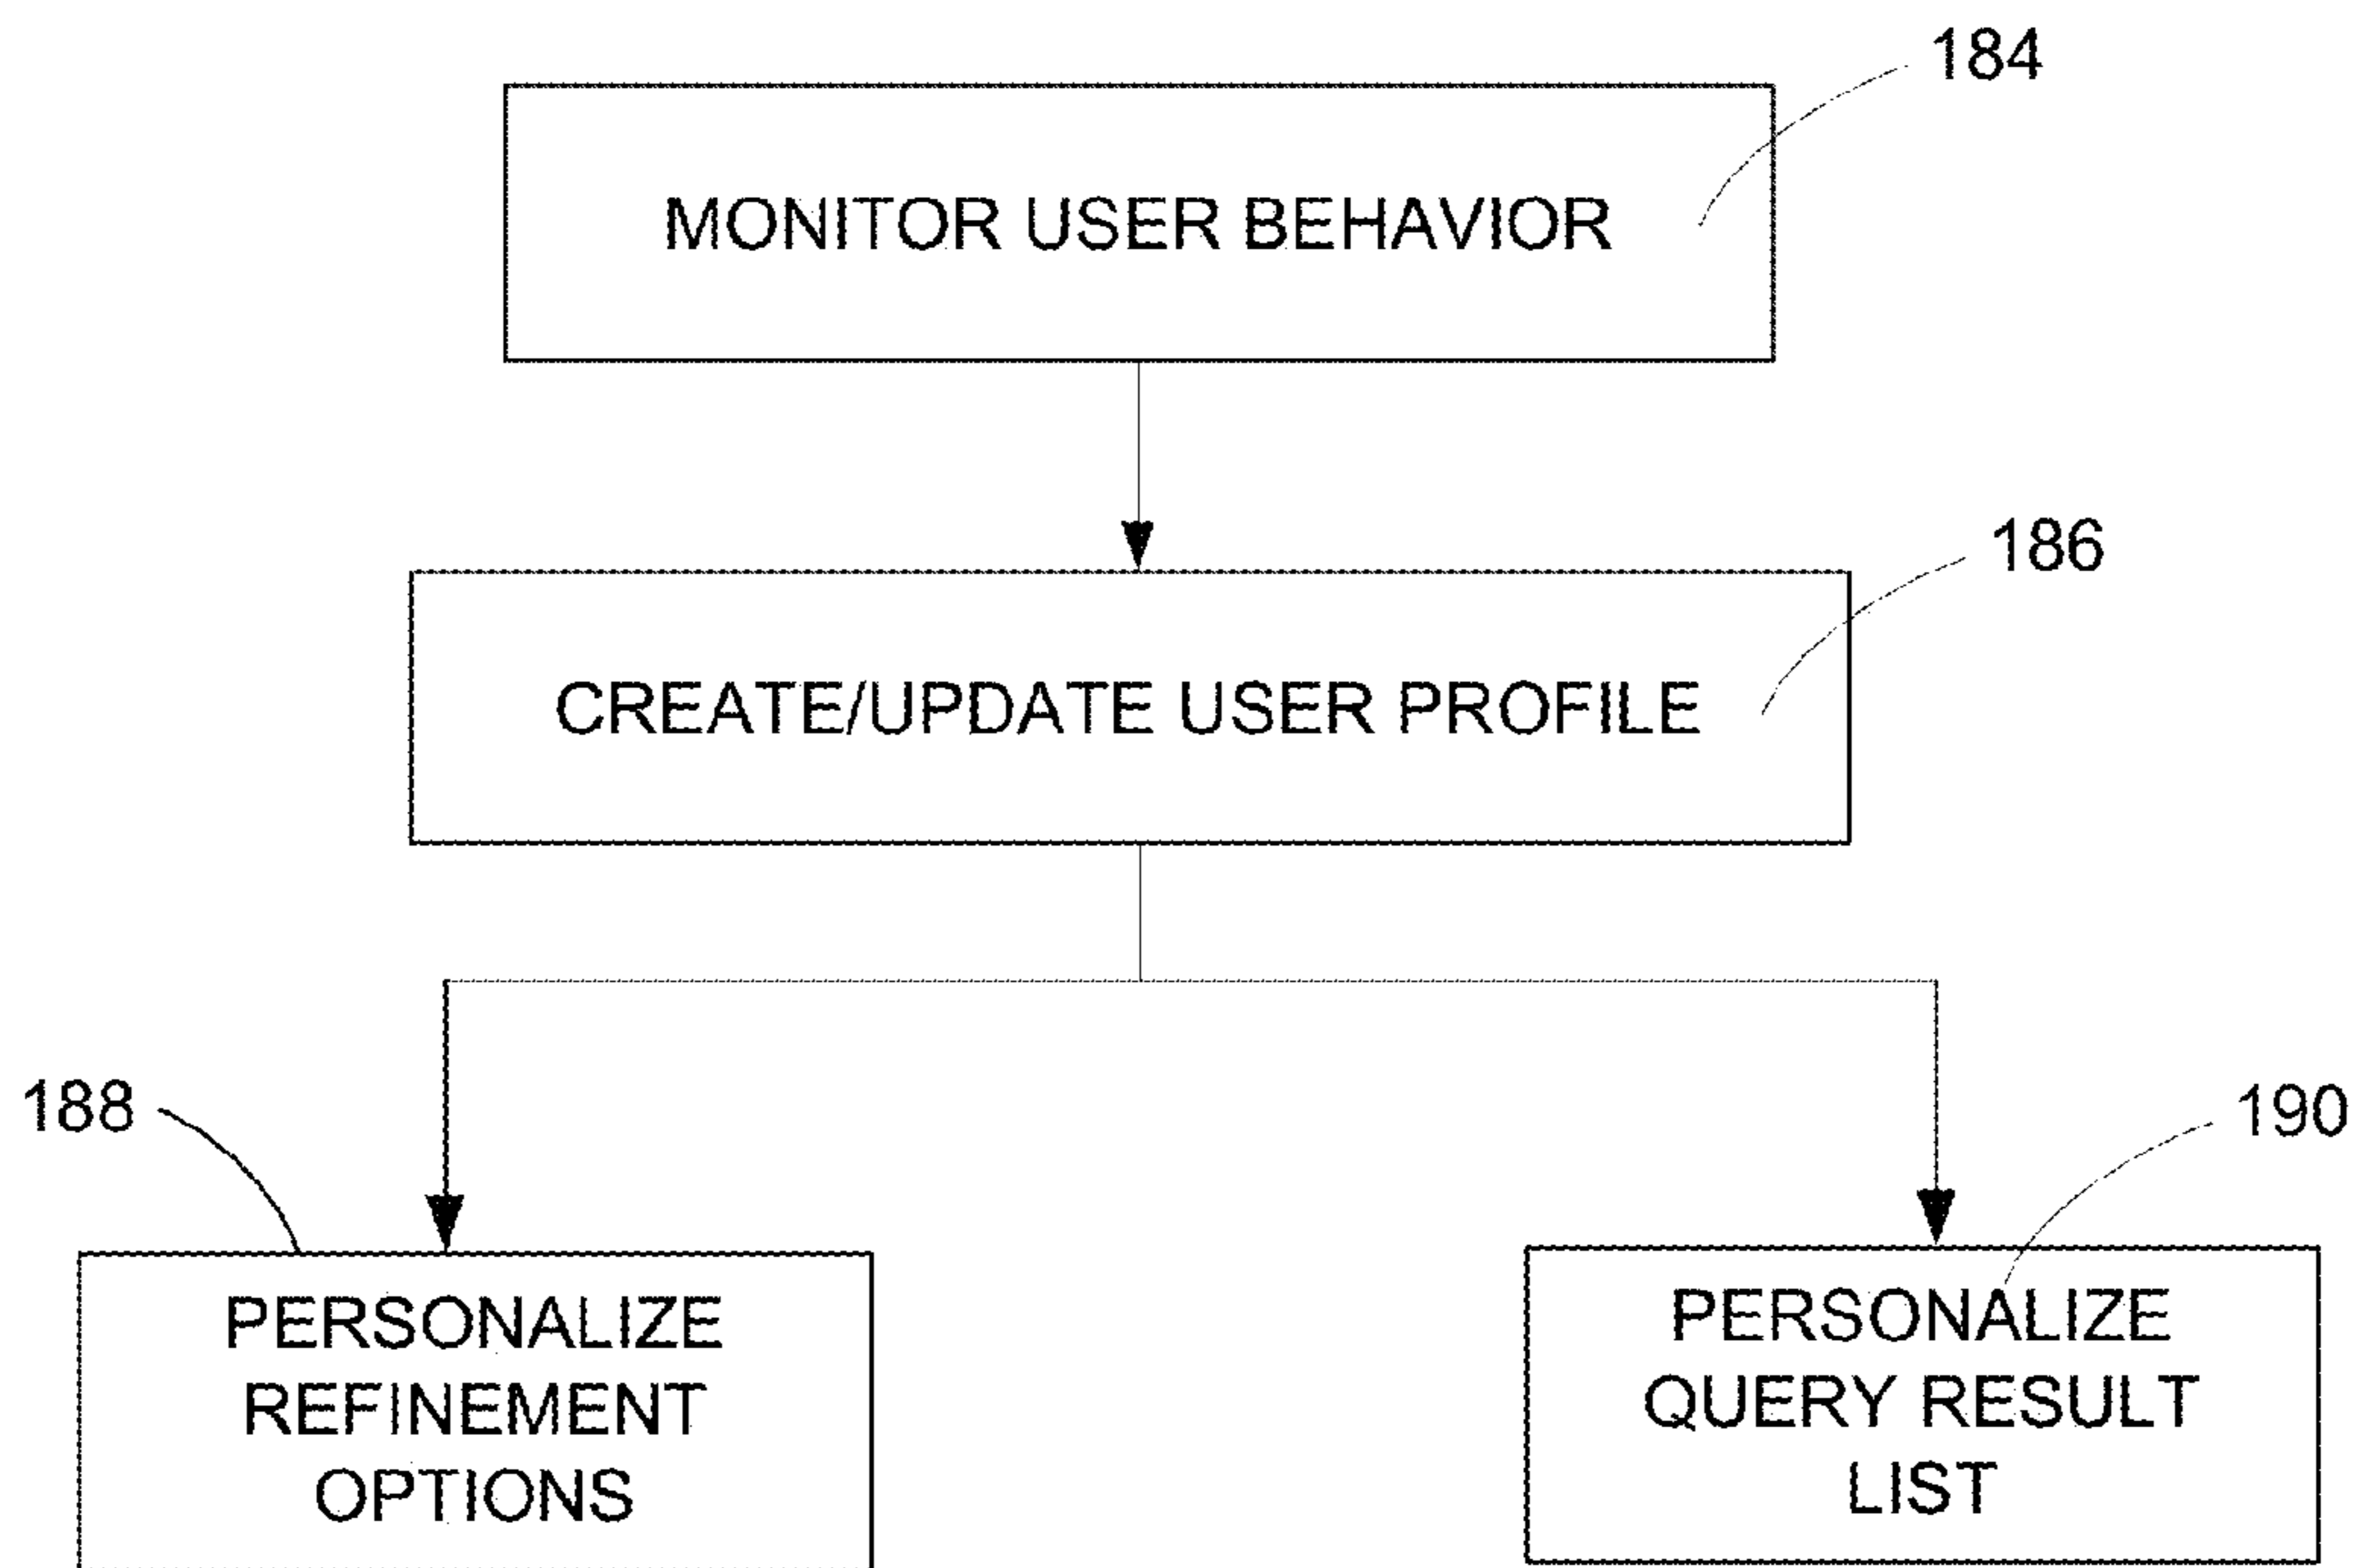 184
MONITOR USER BEHAVIOR
186
CREATE/UPDATE USER PROFILE
188
190
PERSONALIZE
REFINEMENT
OPTIONS
PERSONALIZE
QUERY RESULT
LIST